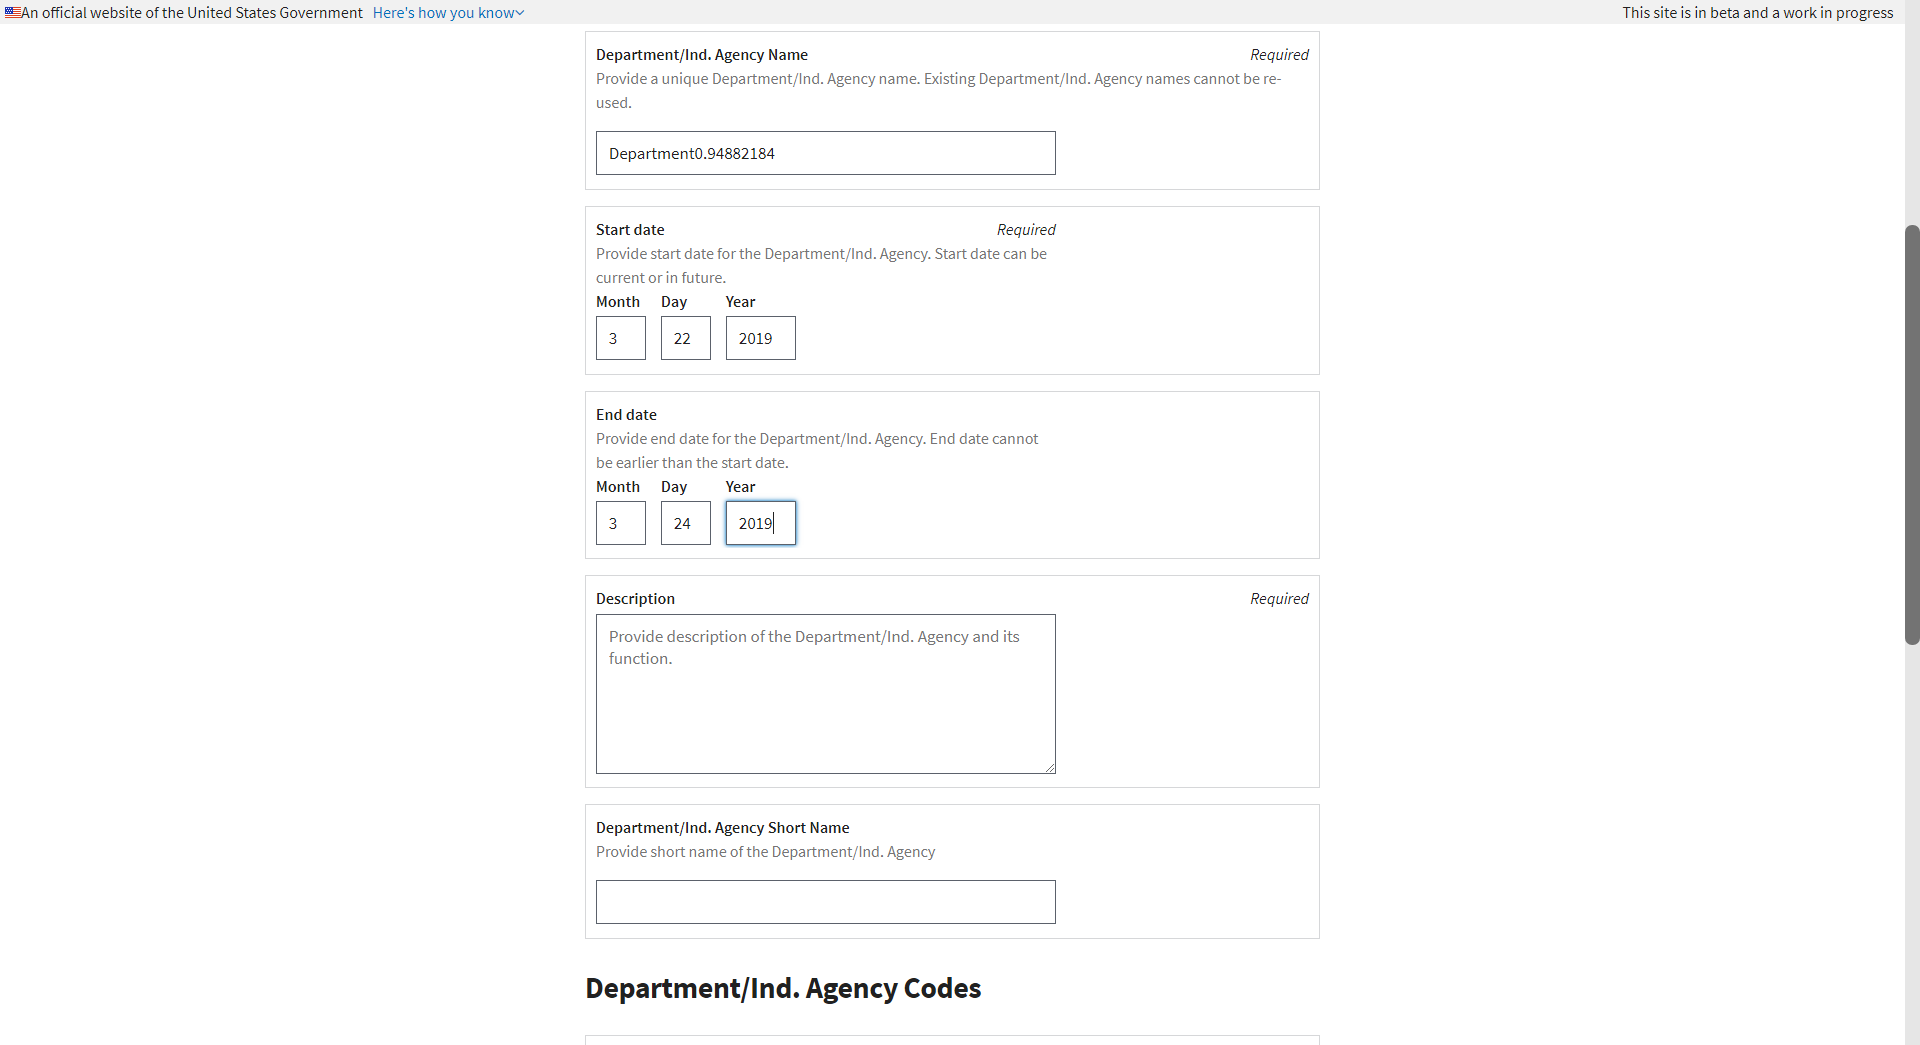 An official website of the United States Government Here's how you know
This site is in beta and a work in progress
Department/Ind. Agency Name Required
Provide a unique Department/Ind. Agency name. Existing Department/Ind. Agency names cannot be re-
used.
Department0.94882184
Start date Required
Provide start date for the Department/Ind. Agency. Start date can be
current or in future.
Month Day Year
3 22 2019
End date
Provide end date for the Department/Ind. Agency. End date cannot
be earlier than the start date.
Month Day Year
3 24 2019
Description Required
Provide description of the Department/Ind. Agency and its
function.
Department/Ind. Agency Short Name
Provide short name of the Department/Ind. Agency
Department/Ind. Agency Codes